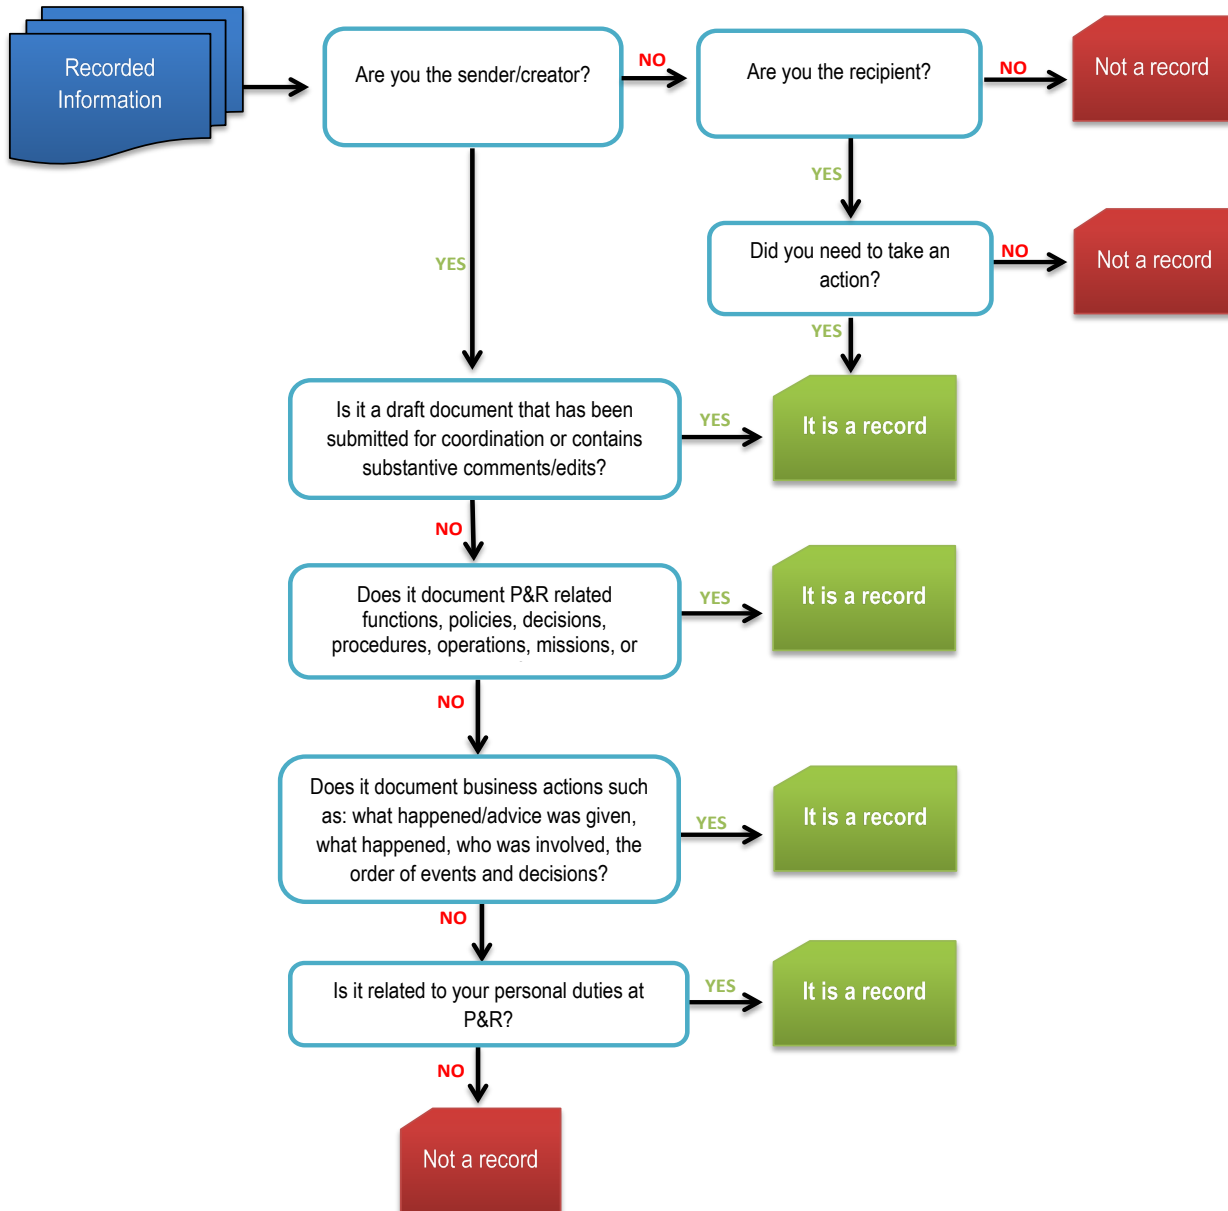 Recorded
Information
Are you the sender/creator?
NO
Are you the recipient?
NO
Not a record
YES
YES
Did you need to take an
action?
NO
Not a record
YES
Is it a draft document that has been
submitted for coordination or contains
substantive comments/edits?
YES
It is a record
NO
Does it document P&R related
functions, policies, decisions,
procedures, operations, missions, or
YES
It is a record
NO
Does it document business actions such
as: what happened/advice was given,
what happened, who was involved, the
order of events and decisions?
YES
It is a record
NO
Is it related to your personal duties at
P&R?
YES
It is a record
NO
Not a record